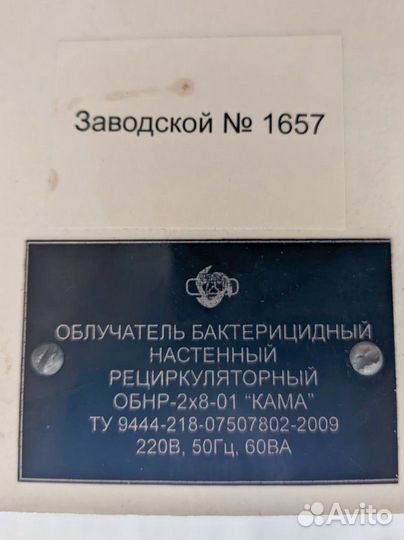 Заводской № 1657
ОБЛУЧАТЕЛЬ БАКТЕРИЦИДНЫЙ
НАСТЕННЫЙ
РЕЦИРКУЛЯТОРНЫЙ
ОБНР-2х8-01 "КАМА"
ТУ 9444-218-07507802-2009
220В, 50Гц, 60ВА
Avito